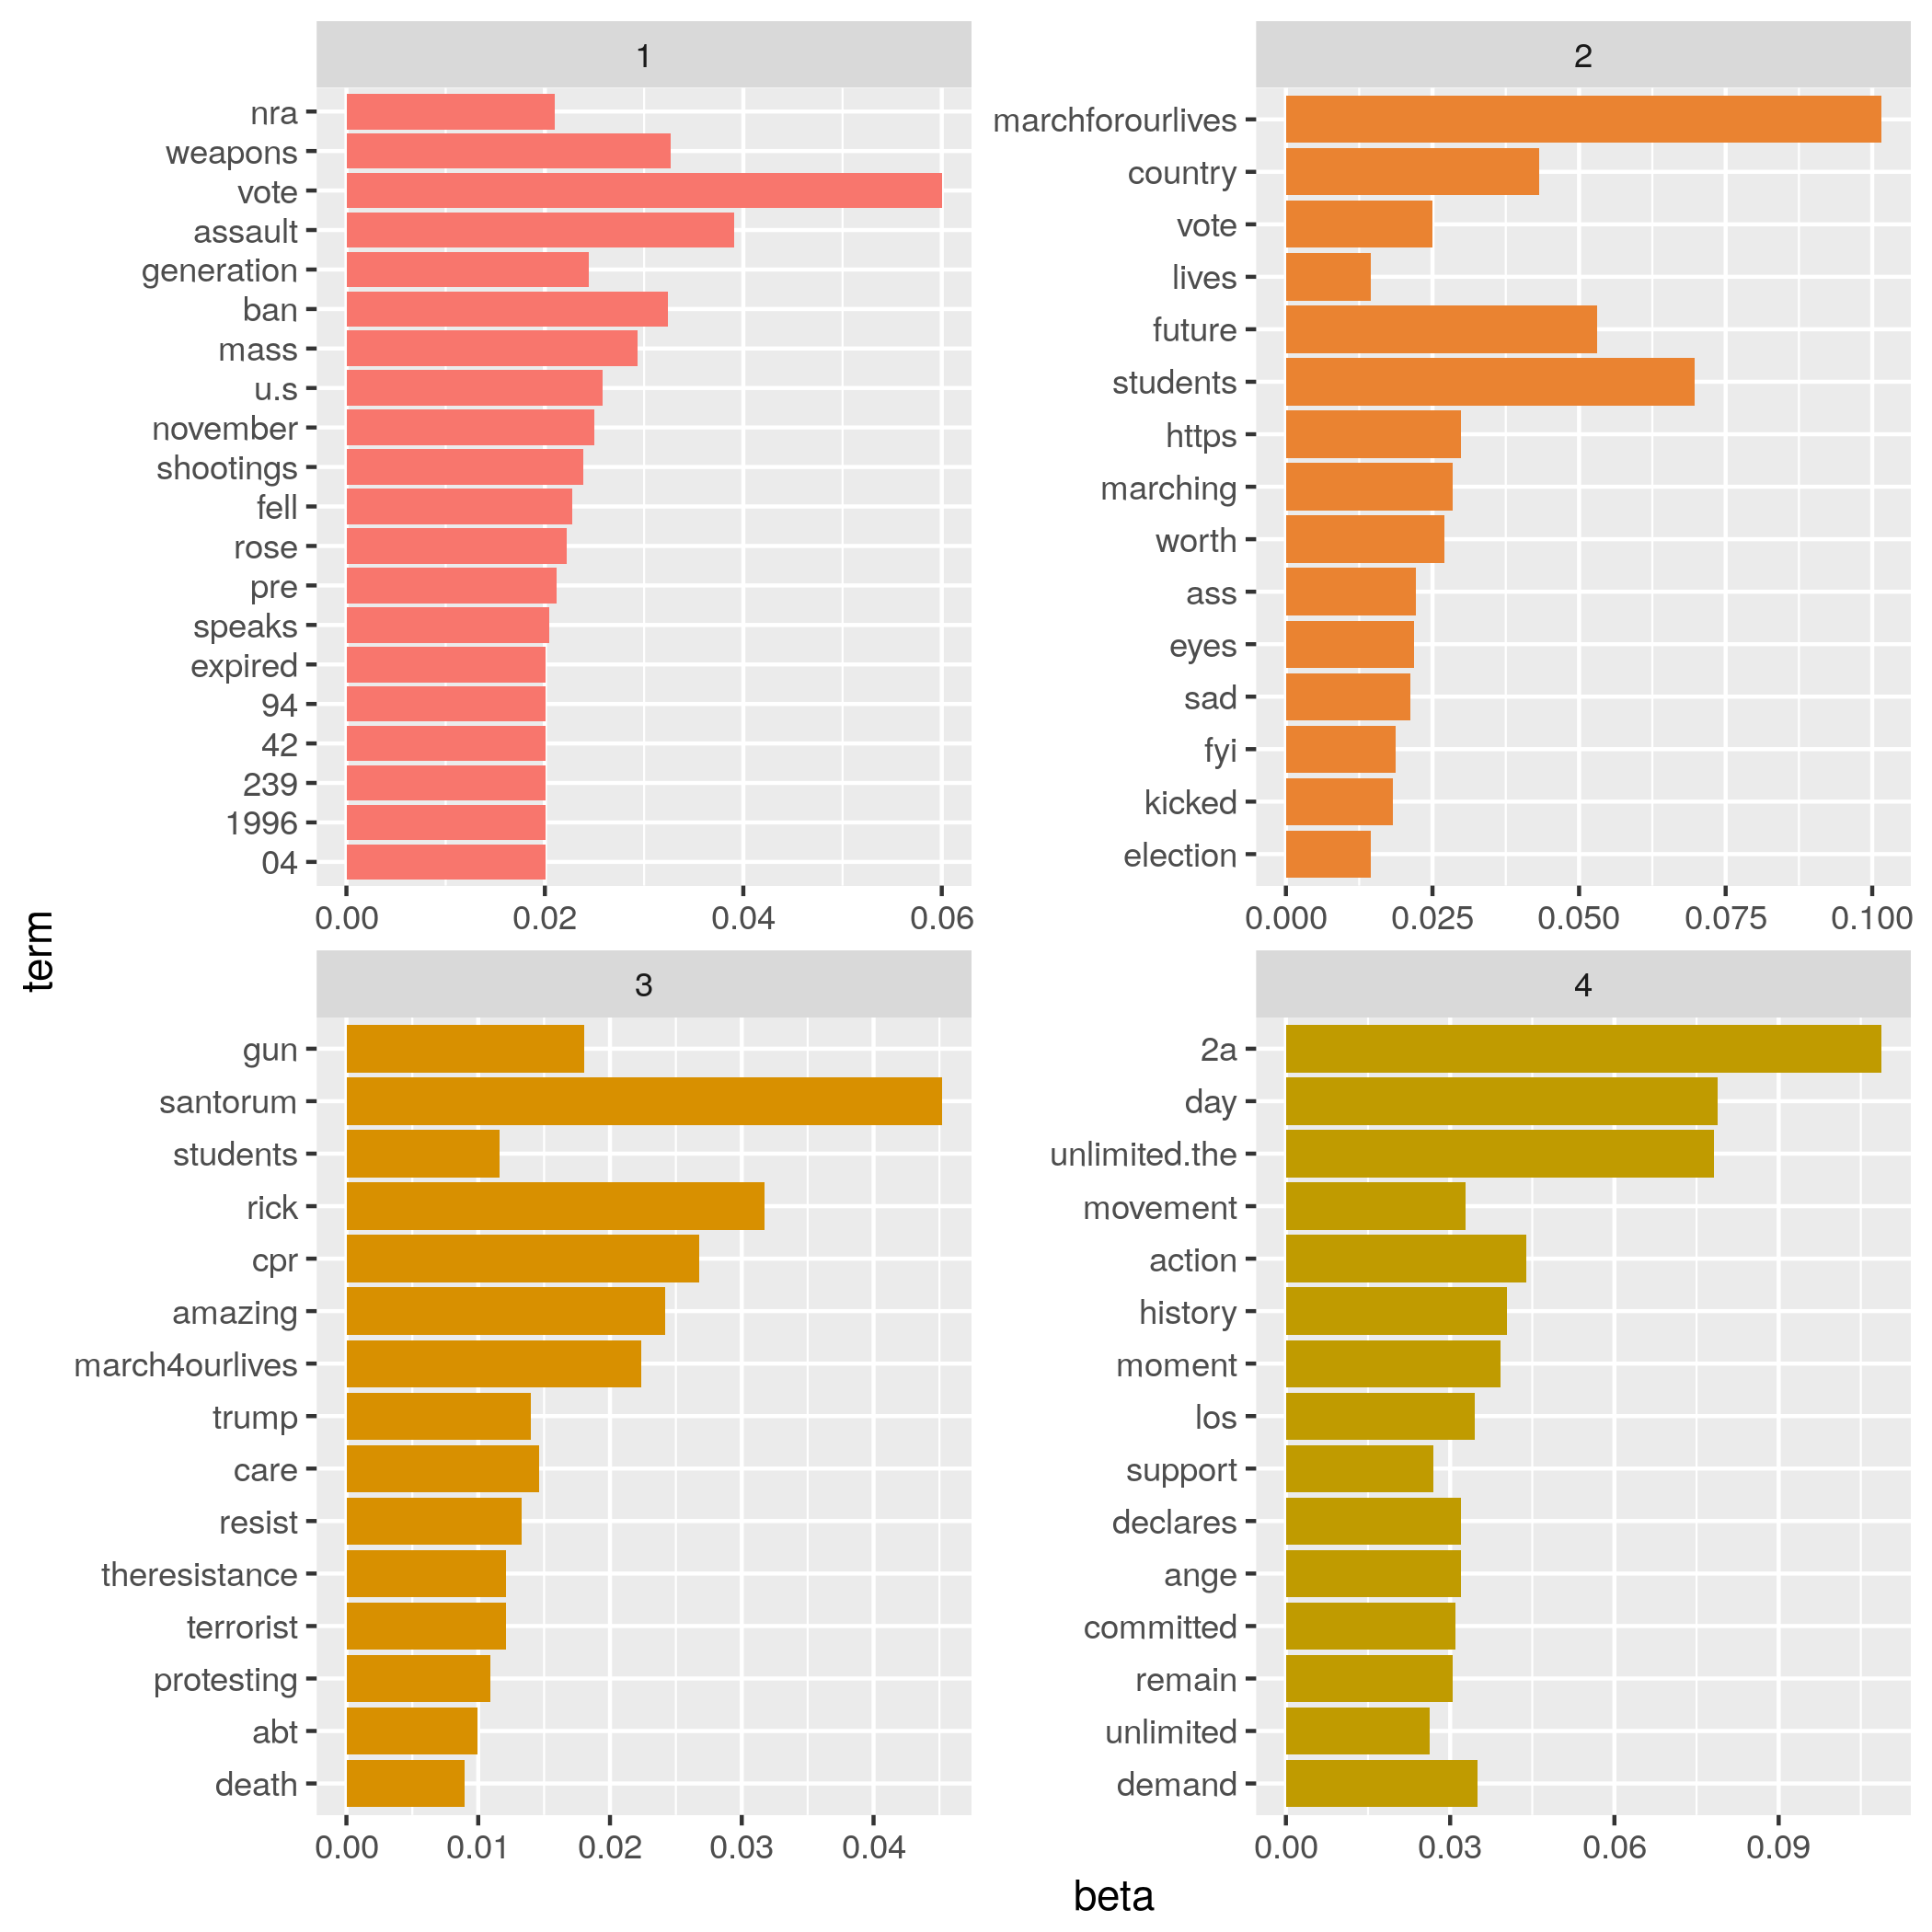 1
nra
weapons
vote
assault
generation
ban
mass
u.s
november
shootings
fell
rose
pre
speaks
expired
94
42
239
1996
04
0.00 0.02 0.04 0.06
2
marchforourlives
country
vote
lives
future
students
https
marching
worth
ass
eyes
sad
fyi
kicked
election
0.000 0.025 0.050 0.075 0.100
3
gun
santorum
students
rick
cpr
amazing
march4ourlives
trump
care
resist
theresistance
terrorist
protesting
abt
death
0.00 0.01 0.02 0.03 0.04
4
2a
day
unlimited.the
movement
action
history
moment
los
support
declares
ange
committed
remain
unlimited
demand
0.00 0.03 0.06 0.09
term
beta